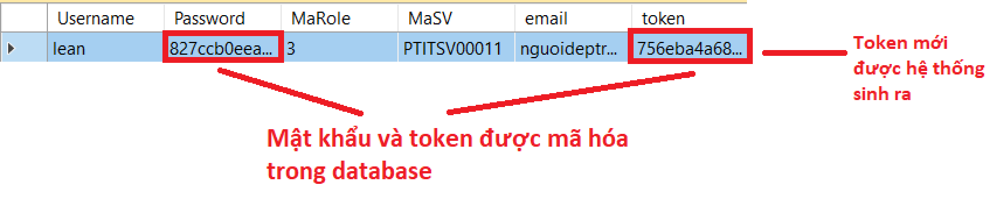 Username Password MaRole MaSV email token
lean 827ccb0eea... 3 PTITSV00011 nguoideptr... 756eba4a68...
Token mới
được hệ thống
sinh ra
Mật khẩu và token được mã hóa
trong database